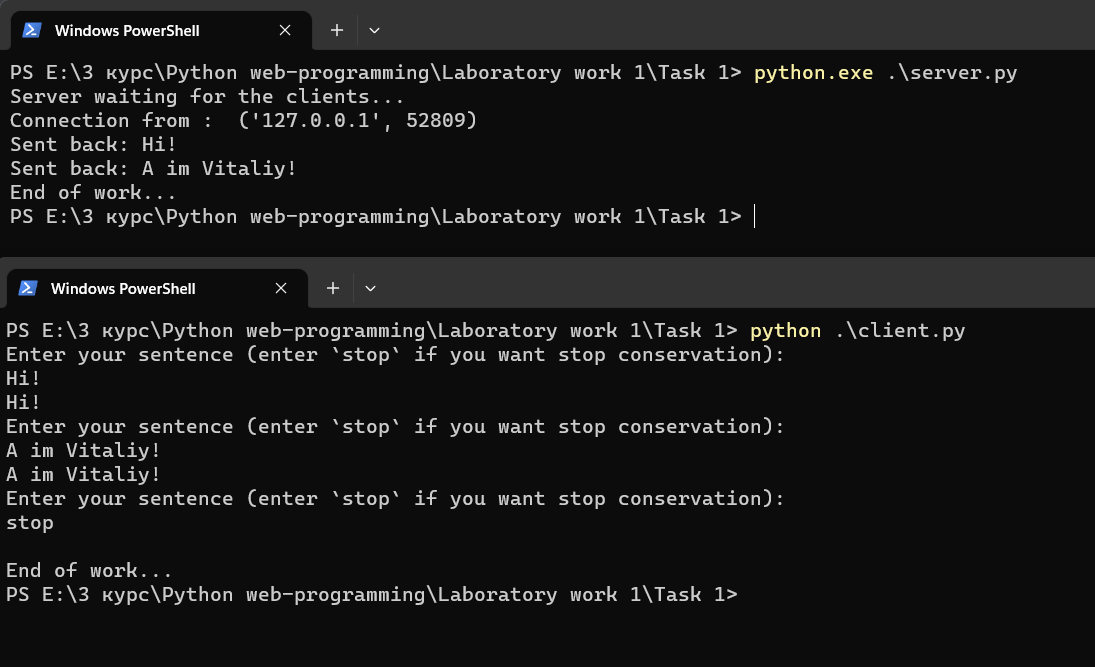 Windows PowerShell
PS E:\3 курс\Python web-programming\Laboratory work 1\Task 1> python.exe .\server.py
Server waiting for the clients...
Connection from :  ('127.0.0.1', 52809)
Sent back: Hi!
Sent back: A im Vitaliy!
End of work...
PS E:\3 курс\Python web-programming\Laboratory work 1\Task 1>
Windows PowerShell
PS E:\3 курс\Python web-programming\Laboratory work 1\Task 1> python .\client.py
Enter your sentence (enter `stop` if you want stop conservation):
Hi!
Hi!
Enter your sentence (enter `stop` if you want stop conservation):
A im Vitaliy!
A im Vitaliy!
Enter your sentence (enter `stop` if you want stop conservation):
stop
End of work...
PS E:\3 курс\Python web-programming\Laboratory work 1\Task 1>